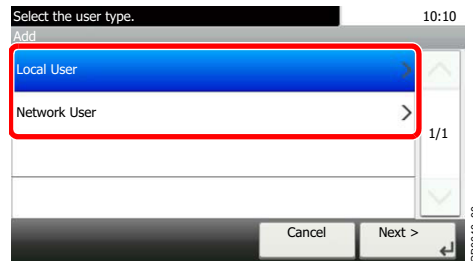 Select the user type.
10:10
Add
Local User
Network User
1/1
Cancel
Next >